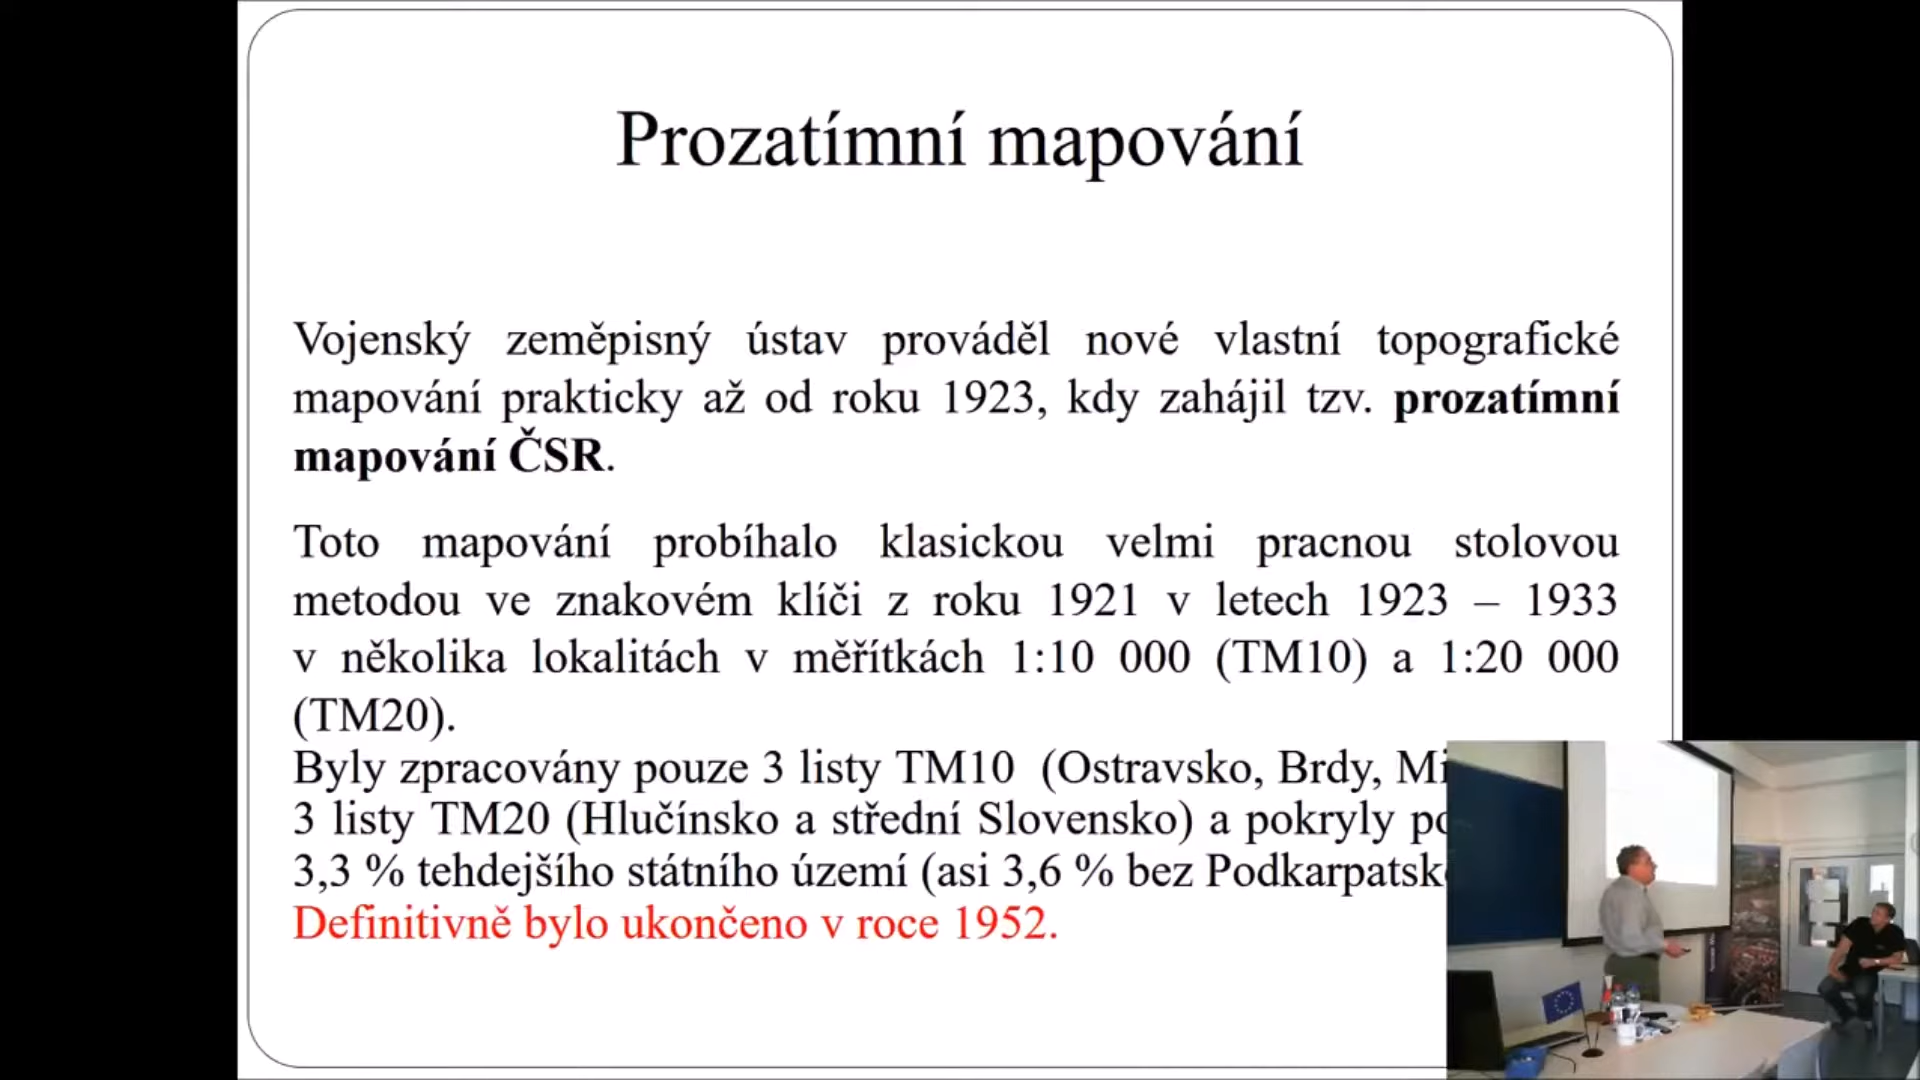 Prozatímní mapování
Vojenský zeměpisný ústav prováděl nové vlastní topografické
mapování prakticky až od roku 1923, kdy zahájil tzv. prozatímní
mapování ČSR.
Toto mapování probíhalo klasickou velmi pracnou stolovou
metodou ve znakovém klíči z roku 1921 v letech 1923 – 1933
v několika lokalitách v měřítkách 1:10 000 (TM10) a 1:20 000
(TM20).
Byly zpracovány pouze 3 listy TM10 (Ostravsko, Brdy,
3 listy TM20 (Hlučínsko a střední Slovensko) a pokryly
3,3 % tehdejšího státního území (asi 3,6 % bez
Definitivně bylo ukončeno v roce 1952.